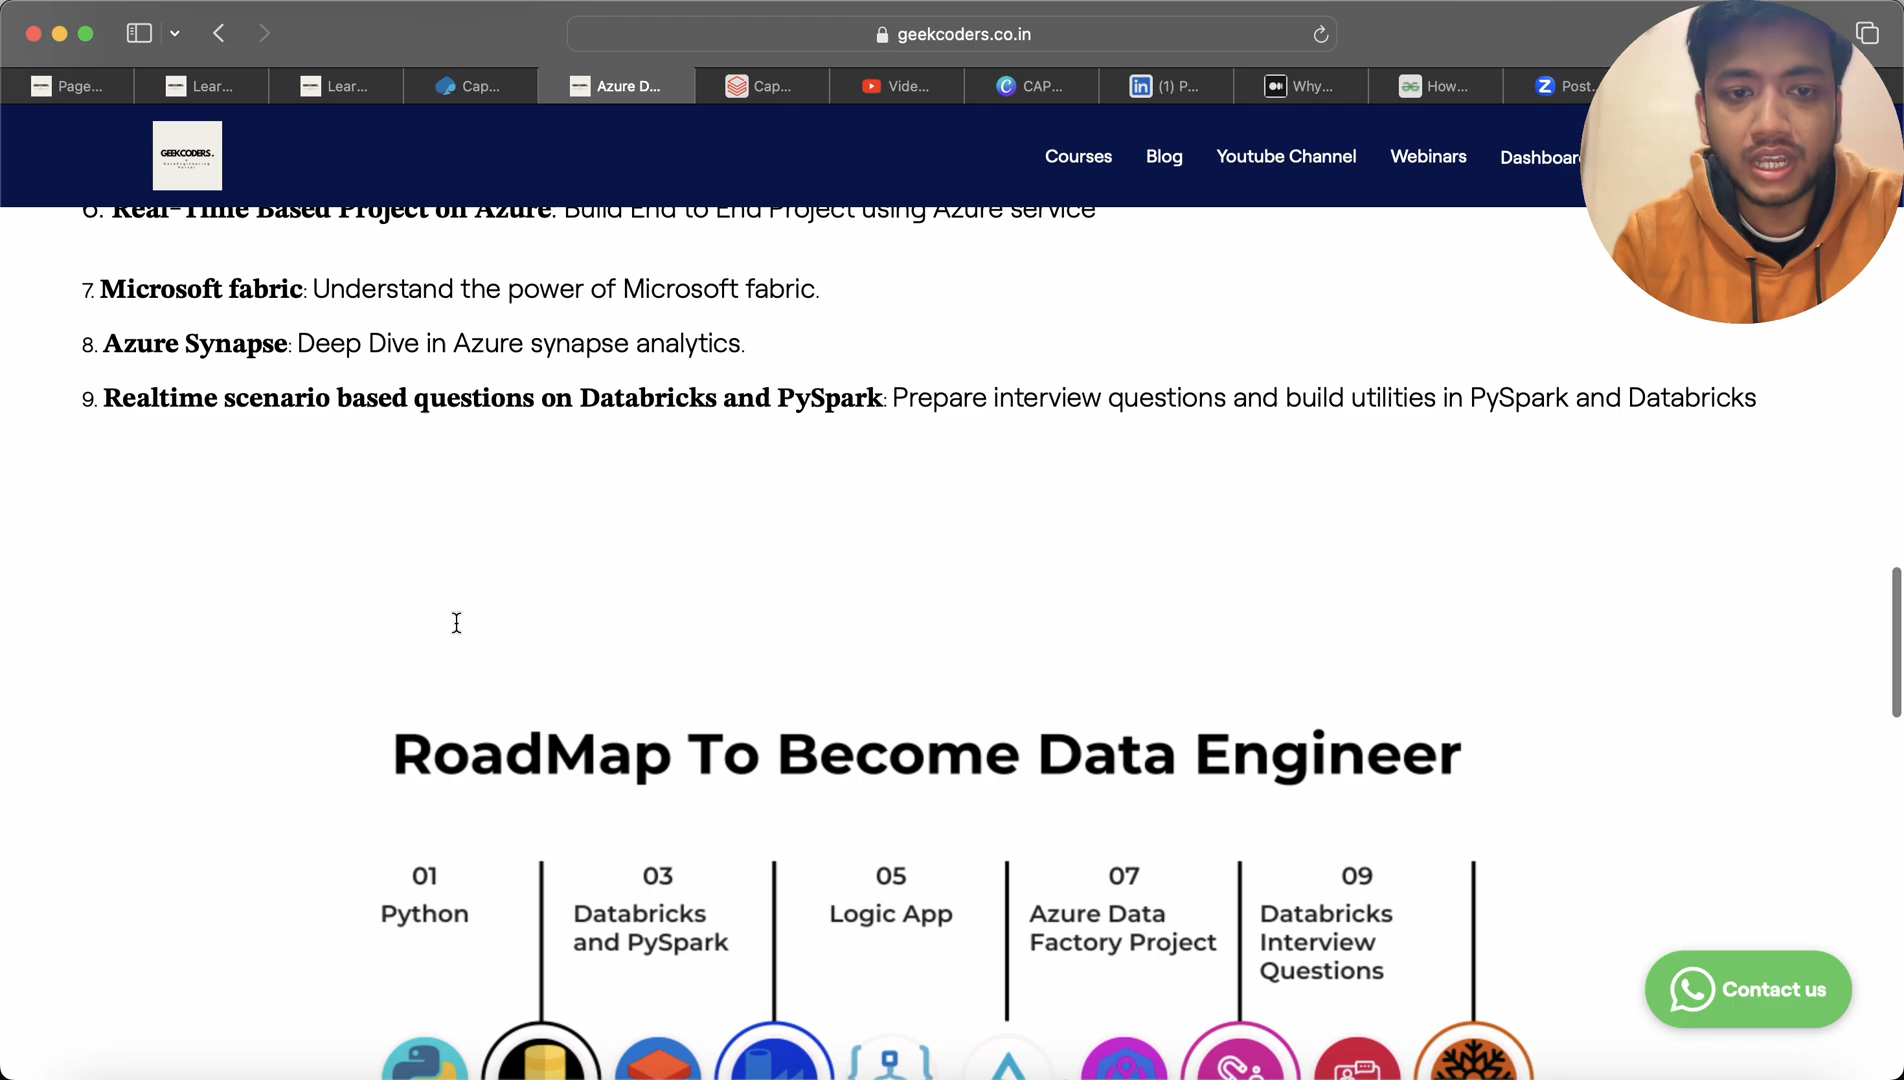 geekcoders.co.in
Page...
Lear...
Lear...
Cap...
Azure D...
Cap...
Vide...
CAP...
(1) P...
Why...
How...
Post...
GEEKCODERS.
Courses
Blog
Youtube Channel
Webinars
Dashboar
6. Real-Time Based Project on Azure: Build End to End Project using Azure service
7. Microsoft fabric: Understand the power of Microsoft fabric.
8. Azure Synapse: Deep Dive in Azure synapse analytics.
9. Realtime scenario based questions on Databricks and PySpark: Prepare interview questions and build utilities in PySpark and Databricks
RoadMap To Become Data Engineer
01
Python
03
Databricks
and PySpark
05
Logic App
07
Azure Data
Factory Project
09
Databricks
Interview
Questions
Contact us